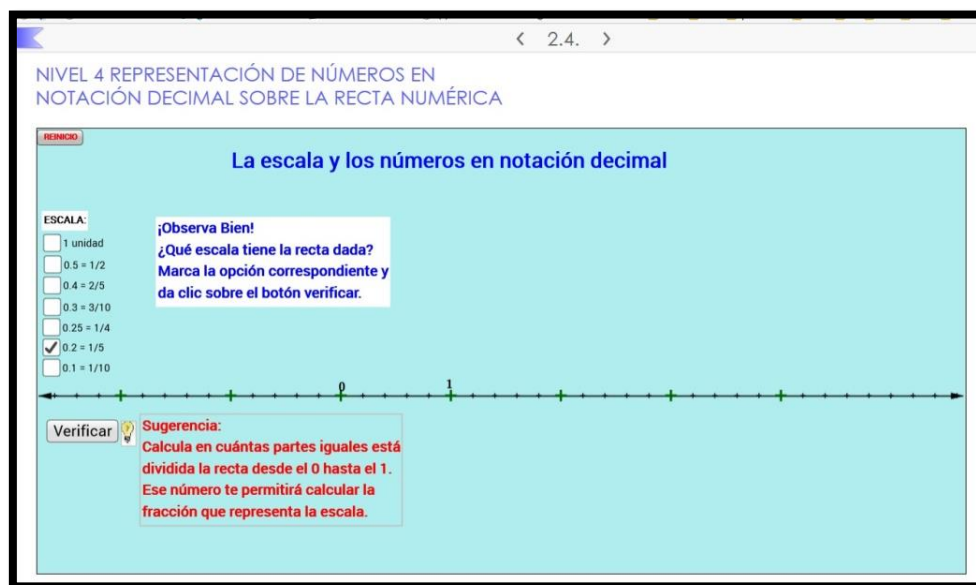 2.4.
NIVEL 4 REPRESENTACIÓN DE NÚMEROS EN
NOTACIÓN DECIMAL SOBRE LA RECTA NUMÉRICA
REINICIO
La escala y los números en notación decimal
ESCALA:
1 unidad
0.5 = 1/2
0.4 = 2/5
0.3 = 3/10
0.25 = 1/4
0.2 = 1/5
0.1 = 1/10
¡Observa Bien!
¿Qué escala tiene la recta dada?
Marca la opción correspondiente y
da clic sobre el botón verificar.
0 1
Verificar
Sugerencia:
Calcula en cuántas partes iguales está
dividida la recta desde el 0 hasta el 1.
Ese número te permitirá calcular la
fracción que representa la escala.